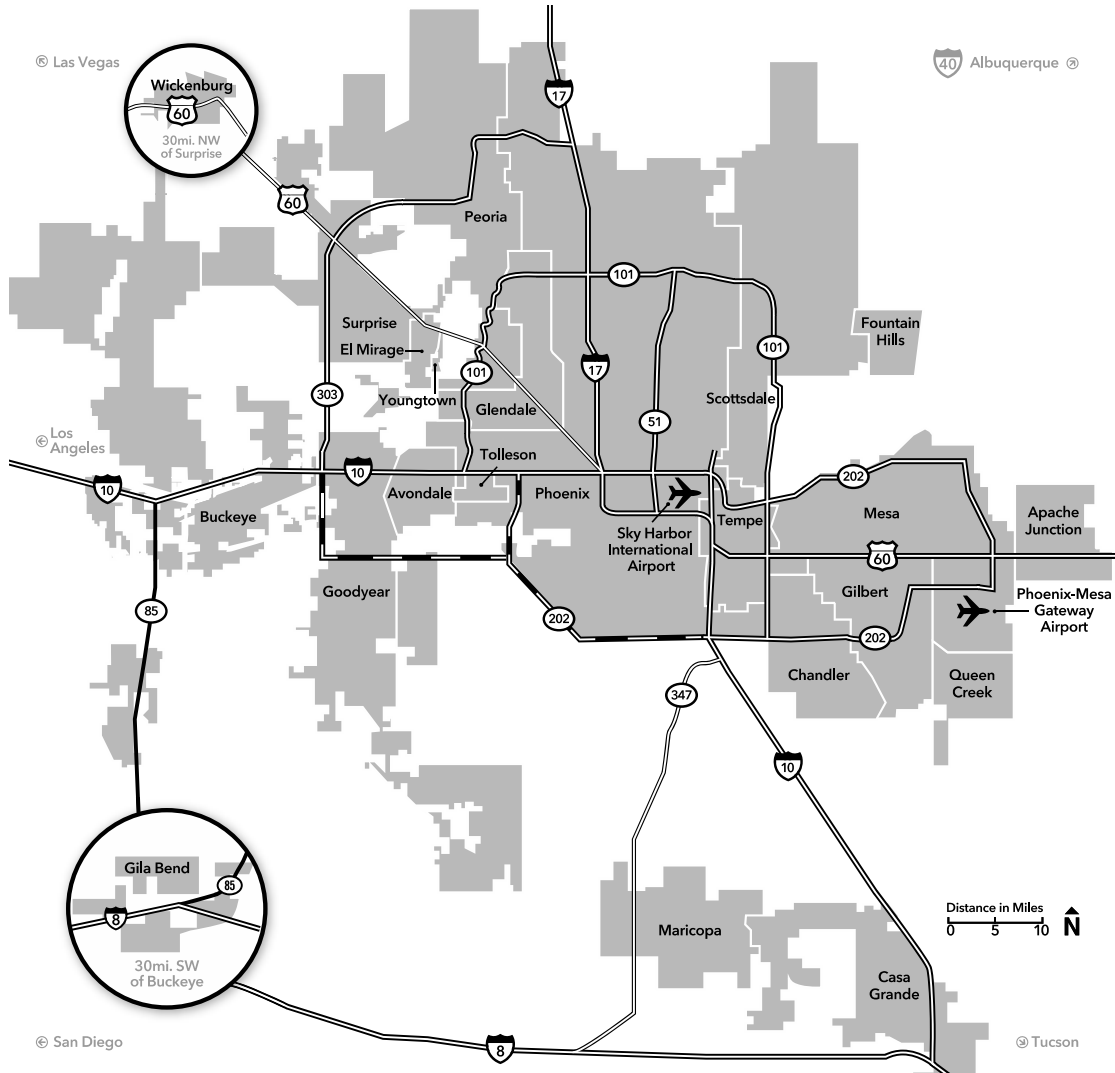 Las Vegas
40 Albuquerque
Wickenburg
60
30mi. NW
of Surprise
17
60
Peoria
101
Surprise
El Mirage
Fountain
Hills
101
17
101
303
Youngtown
Glendale
Scottsdale
51
Los
Angeles
Tolleson
10
10
202
Avondale
Phoenix
Buckeye
Sky Harbor
International
Airport
Tempe
Mesa
Apache
Junction
60
Goodyear
Gilbert
Phoenix-Mesa
Gateway
Airport
85
202
202
Chandler
Queen
Creek
347
10
Gila Bend
85
8
30mi. SW
of Buckeye
Maricopa
Distance in Miles
0 5 10
N
Casa
Grande
San Diego
8
Tucson